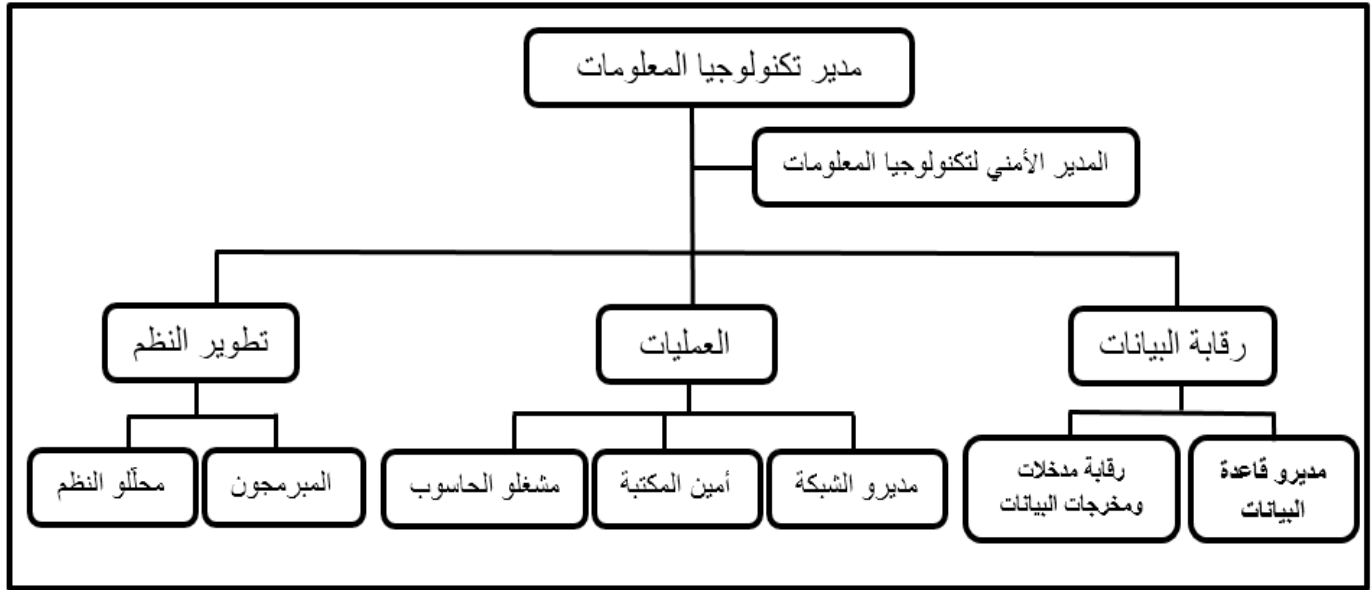 مدير تكنولوجيا المعلومات
المدير الأمني لتكنولوجيا المعلومات
رقابة البيانات
العمليات
تطوير النظم
مديرو قاعدة
البيانات
رقابة مدخلات
ومخرجات البيانات
مديرو الشبكة
أمين المكتبة
مشغلو الحاسوب
المبرمجون
محلّلو النظم